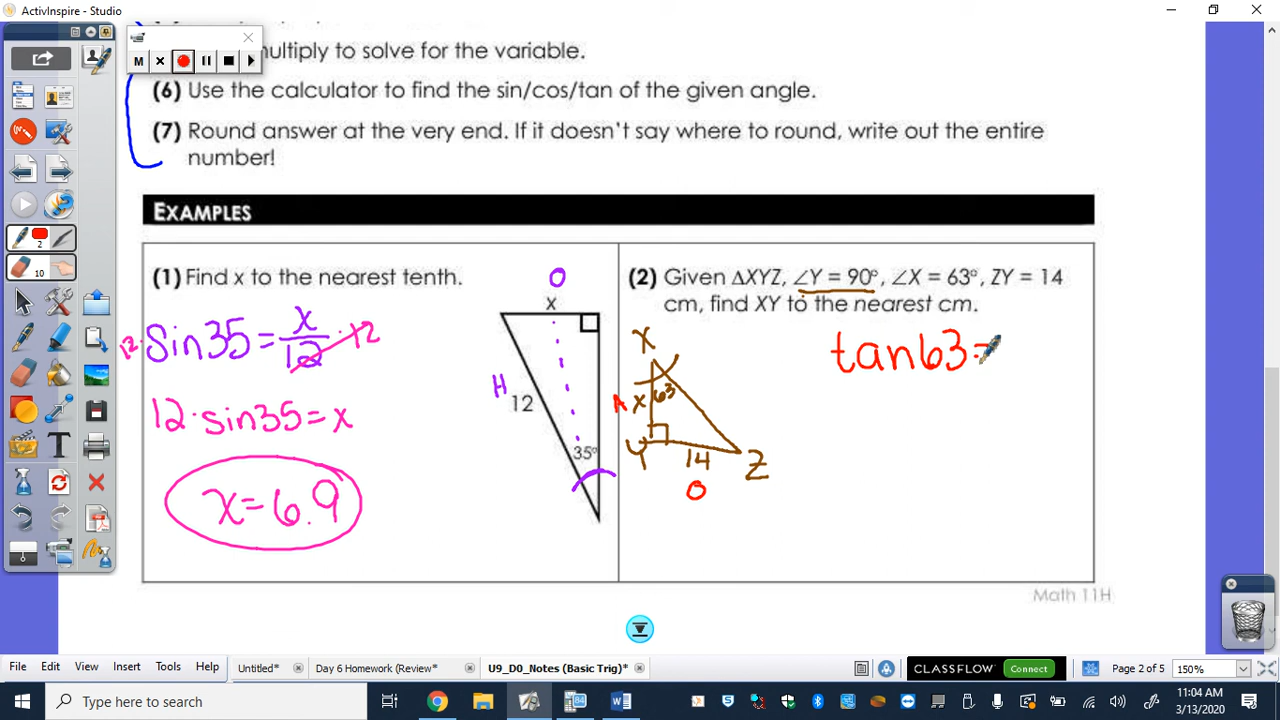 ActivInspire - Studio
M
multiply to solve for the variable.
(6) Use the calculator to find the sin/cos/tan of the given angle.
(7) Round answer at the very end. If it doesn't say where to round, write out the entire
number!
2
10
EXAMPLES
(1) Find x to the nearest tenth.
O
x
12· Sin35 = x/12 · 12
H
12
35°
12·sin35 = x
x=6.9
(2) Given ΔXYZ, ∠Y = 90°, ∠X = 63°, ZY = 14
cm, find XY to the nearest cm.
X
tan63=
A x 63
Y 14 Z
O
Math 11H
File Edit View Insert Tools Help
Untitled*
Day 6 Homework (Review*
U9_D0_Notes (Basic Trig)*
CLASSFLOW Connect
Page 2 of 5
150%
Type here to search
11:04 AM
3/13/2020